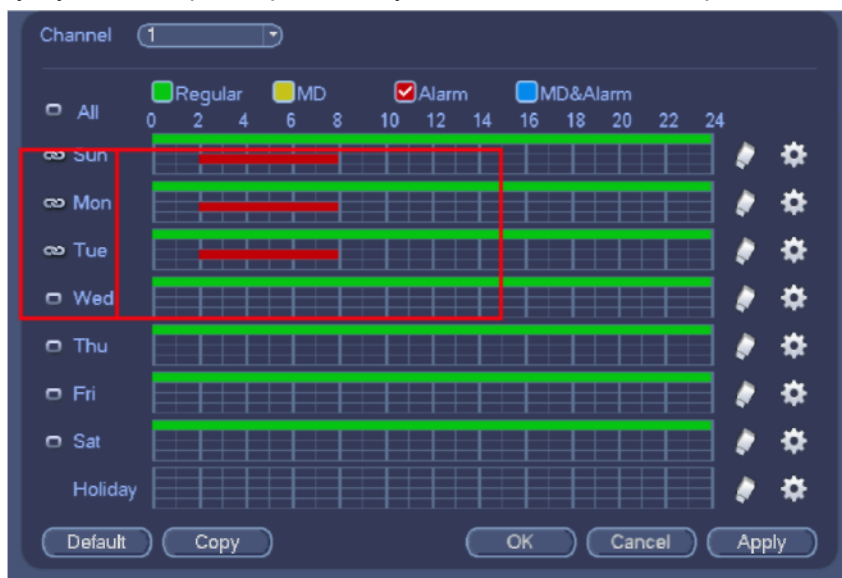 Channel 1
Regular MD Alarm MD&Alarm
All 0 2 4 6 8 10 12 14 16 18 20 22 24
Sun
Mon
Tue
Wed
Thu
Fri
Sat
Holiday
Default Copy OK Cancel Apply